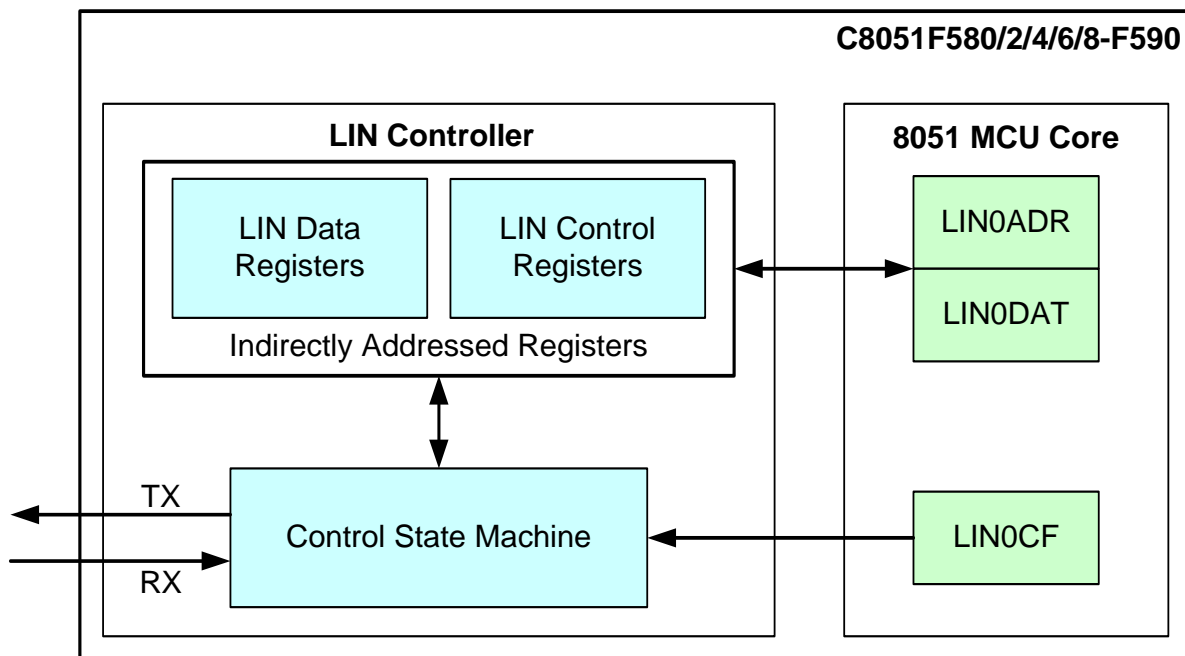 C8051F580/2/4/6/8-F590
LIN Controller
8051 MCU Core
LIN Data
Registers
LIN Control
Registers
Indirectly Addressed Registers
LIN0ADR
LIN0DAT
TX
RX
Control State Machine
LIN0CF